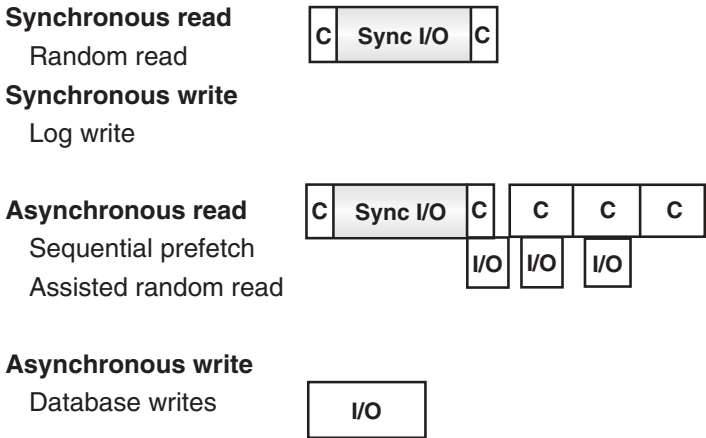 Synchronous read
C Sync I/O C
Random read
Synchronous write
Log write
Asynchronous read
C Sync I/O C C C C
Sequential prefetch
I/O I/O I/O
Assisted random read
Asynchronous write
Database writes
I/O